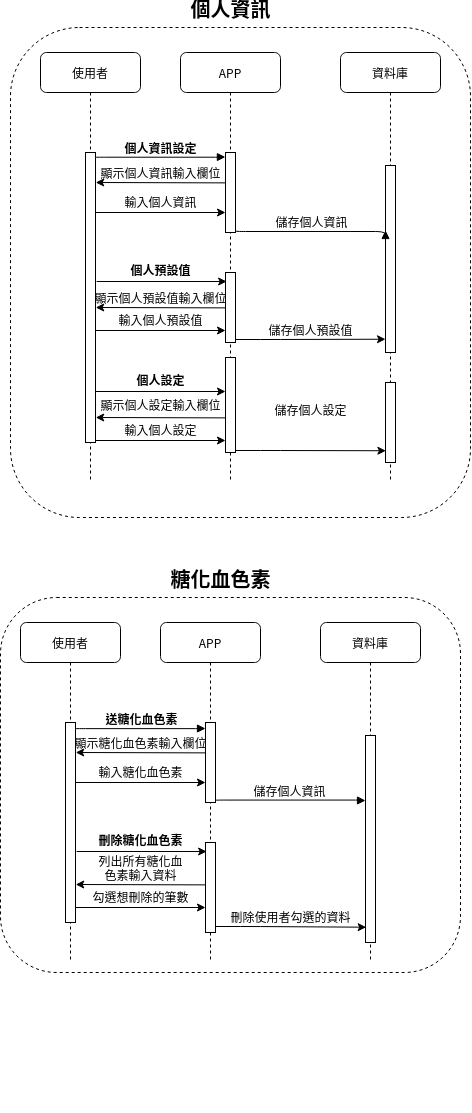 個人資訊
使用者
APP
資料庫
個人資訊設定
顯示個人資訊輸入欄位
輸入個人資訊
儲存個人資訊
個人預設值
顯示個人預設值輸入欄位
輸入個人預設值
儲存個人預設值
個人設定
顯示個人設定輸入欄位
儲存個人設定
輸入個人設定
糖化血色素
使用者
APP
資料庫
送糖化血色素
顯示糖化血色素輸入欄位
輸入糖化血色素
儲存個人資訊
刪除糖化血色素
列出所有糖化血
色素輸入資料
勾選想刪除的筆數
刪除使用者勾選的資料